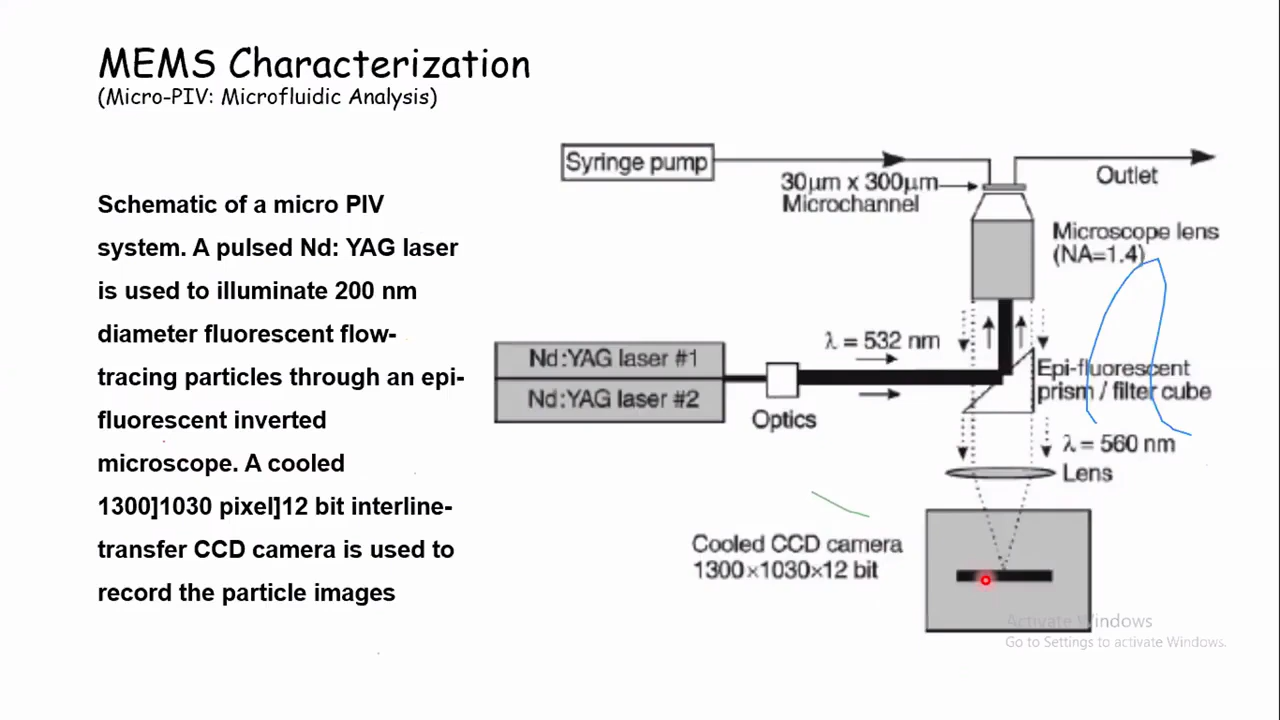 MEMS Characterization
(Micro-PIV: Microfluidic Analysis)
Schematic of a micro PIV
system. A pulsed Nd: YAG laser
is used to illuminate 200 nm
diameter fluorescent flow-
tracing particles through an epi-
fluorescent inverted
microscope. A cooled
1300]1030 pixel]12 bit interline-
transfer CCD camera is used to
record the particle images
Syringe pump
30μm x 300μm
Microchannel
Outlet
Microscope lens
(NA=1.4)
λ = 532 nm
Nd:YAG laser #1
Nd:YAG laser #2
Optics
Epi-fluorescent
prism / filter cube
λ = 560 nm
Lens
Cooled CCD camera
1300×1030×12 bit
Activate Windows
Go to Settings to activate Windows.